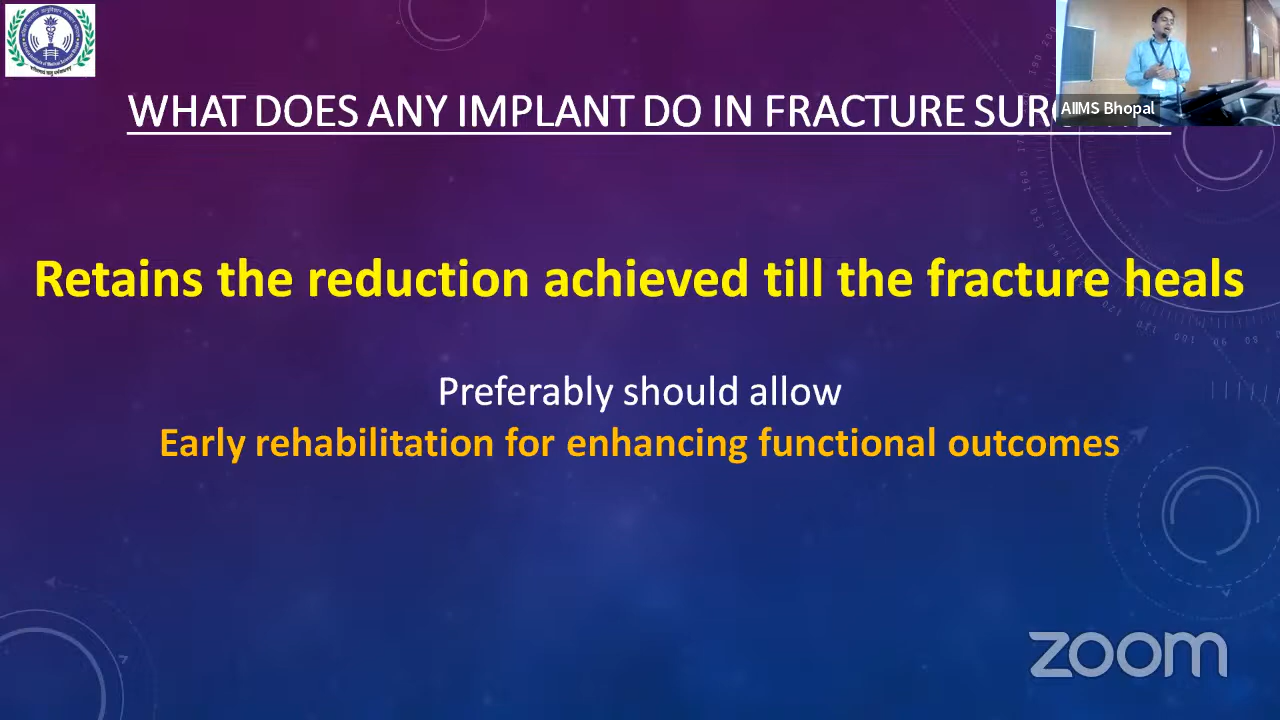 WHAT DOES ANY IMPLANT DO IN FRACTURE
AIIMS Bhopal
Retains the reduction achieved till the fracture heals
Preferably should allow
Early rehabilitation for enhancing functional outcomes
zoom